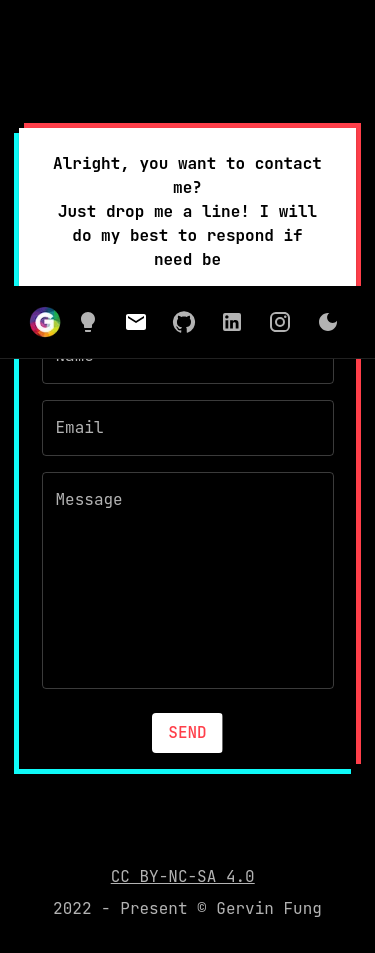 Alright, you want to contact
me?
Just drop me a line! I will
do my best to respond if
need be
Name
Email
Message
SEND
CC BY-NC-SA 4.0
2022 - Present © Gervin Fung